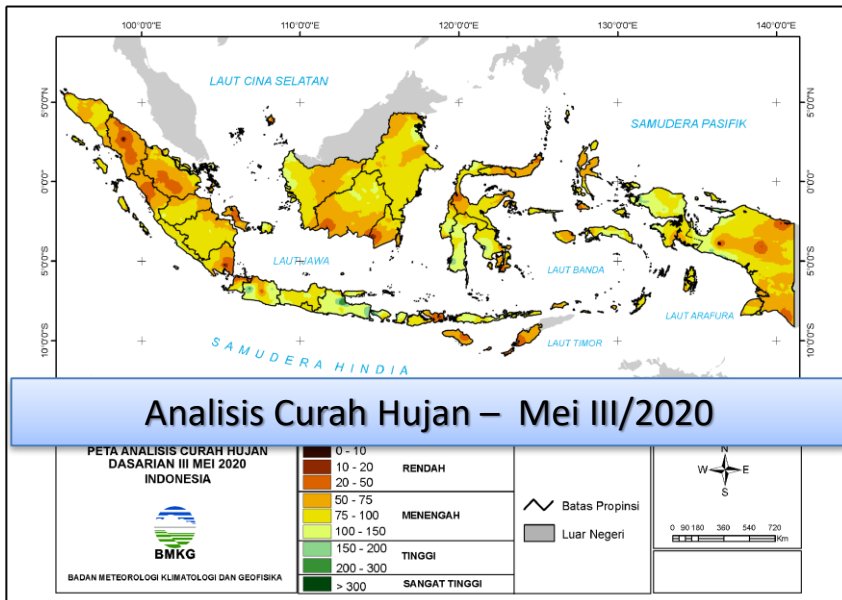 100°0'0"E 110°0'0"E 120°0'0"E 130°0'0"E 140°0'0"E
LAUT CINA SELATAN
SAMUDERA PASIFIK
5°0'0"N 5°0'0"N
0°0'0" 0°0'0"
5°0'0"S 5°0'0"S
10°0'0"S 10°0'0"S
LAUT JAWA
LAUT BANDA
LAUT ARAFURA
LAUT TIMOR
SAMUDERA HINDIA
Analisis Curah Hujan – Mei III/2020
PETA ANALISIS CURAH HUJAN
DASARIAN III MEI 2020
INDONESIA
BMKG
BADAN METEOROLOGI KLIMATOLOGI DAN GEOFISIKA
0 - 10
10 - 20
20 - 50
RENDAH
50 - 75
75 - 100
100 - 150
MENENGAH
150 - 200
200 - 300
TINGGI
> 300
SANGAT TINGGI
Batas Propinsi
Luar Negeri
N
W E
S
0 90 180 360 540 720
Km